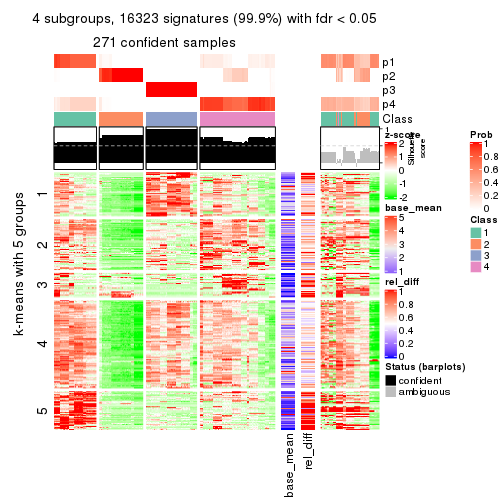 4 subgroups, 16323 signatures (99.9%) with fdr < 0.05
271 confident samples
p1
p2
p3
p4
Class
1
Silhouette
score
k-means with 5 groups
1
2
3
4
5
base_mean
rel_diff
z-score
2
1
0
-1
-2
base_mean
5
4
3
2
1
rel_diff
1
0.8
0.6
0.4
0.2
0
Status (barplots)
confident
ambiguous
Prob
1
0.8
0.6
0.4
0.2
0
Class
1
2
3
4